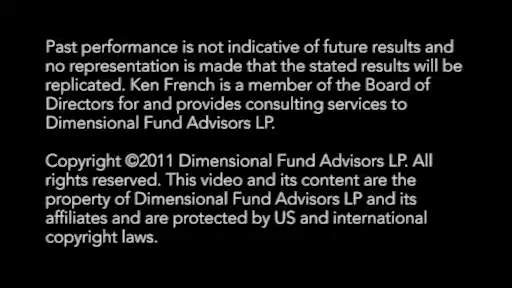 Past performance is not indicative of future results and
no representation is made that the stated results will be
replicated. Ken French is a member of the Board of
Directors for and provides consulting services to
Dimensional Fund Advisors LP.
Copyright ©2011 Dimensional Fund Advisors LP. All
rights reserved. This video and its content are the
property of Dimensional Fund Advisors LP and its
affiliates and are protected by US and international
copyright laws.